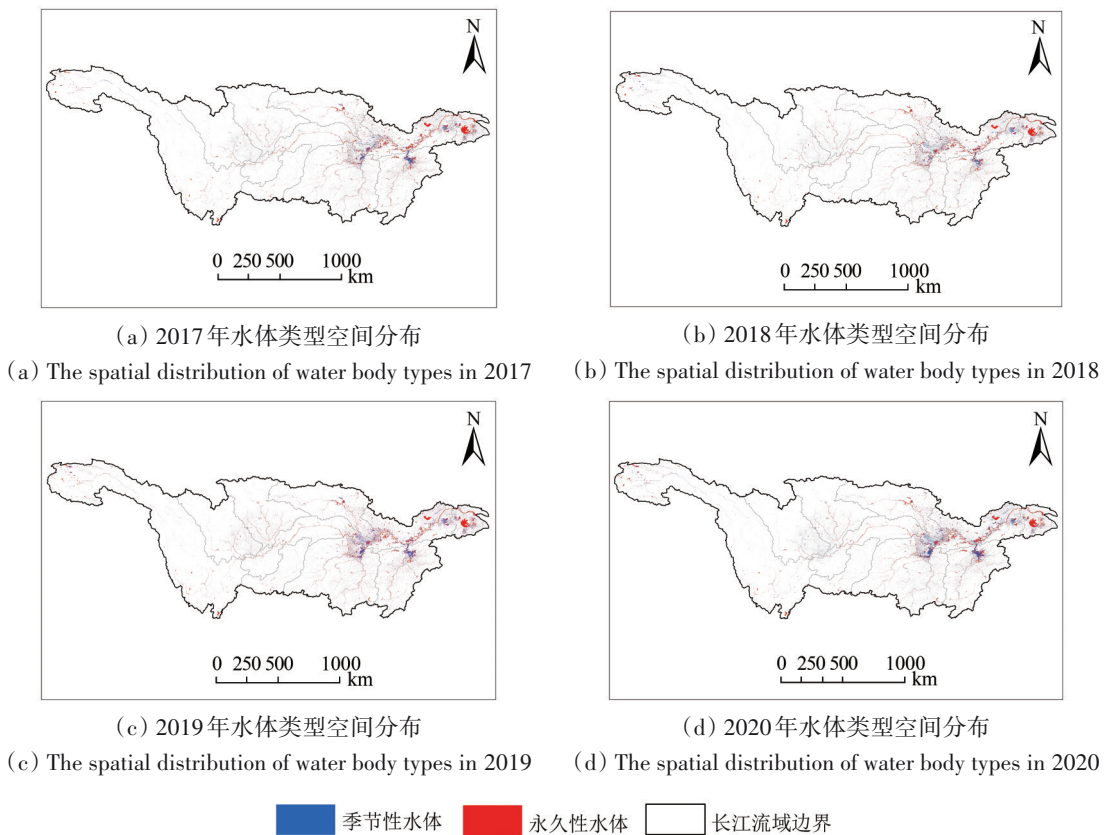 N
N
0 250 500 1000
km
0 250 500 1000
km
(a) 2017年水体类型空间分布
(b) 2018年水体类型空间分布
(a) The spatial distribution of water body types in 2017
(b) The spatial distribution of water body types in 2018
N
N
0 250 500 1000
km
0 250 500 1000
km
(c) 2019年水体类型空间分布
(d) 2020年水体类型空间分布
(c) The spatial distribution of water body types in 2019
(d) The spatial distribution of water body types in 2020
季节性水体 永久性水体 长江流域边界